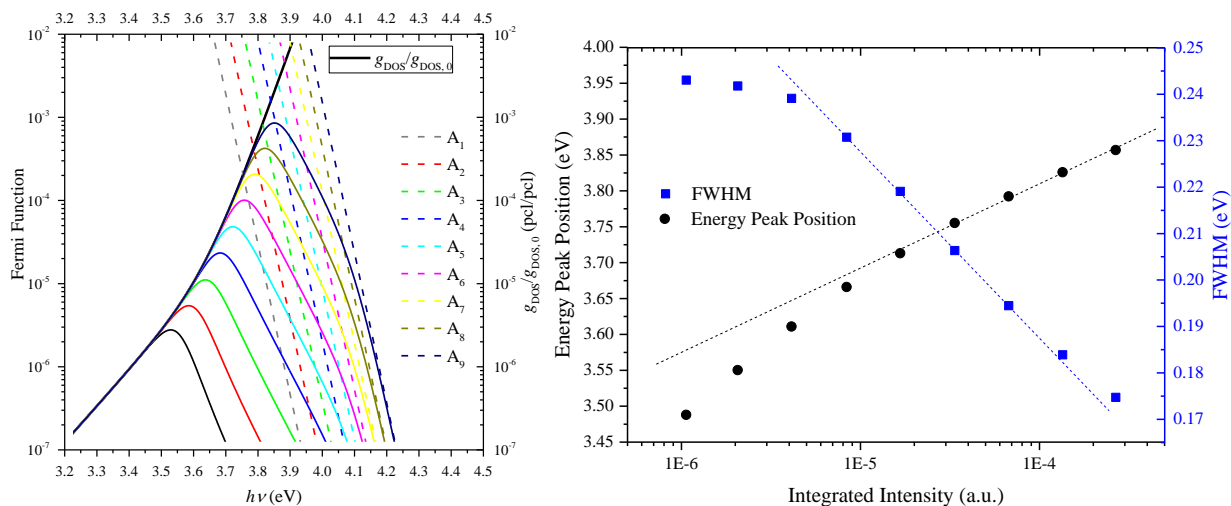 3.2 3.3 3.4 3.5 3.6 3.7 3.8 3.9 4.0 4.1 4.2 4.3 4.4 4.5
10⁻²
10⁻³
10⁻⁴
10⁻⁵
10⁻⁶
10⁻⁷
Fermi Function
g_DOS/g_DOS, 0
A₁
A₂
A₃
A₄
A₅
A₆
A₇
A₈
A₉
10⁻²
10⁻³
10⁻⁴
10⁻⁵
10⁻⁶
10⁻⁷
g_DOS/g_DOS, 0 (pcl/pcl)
3.2 3.3 3.4 3.5 3.6 3.7 3.8 3.9 4.0 4.1 4.2 4.3 4.4 4.5
hν (eV)
4.00
3.95
3.90
3.85
3.80
3.75
3.70
3.65
3.60
3.55
3.50
3.45
Energy Peak Position (eV)
FWHM
Energy Peak Position
0.25
0.24
0.23
0.22
0.21
0.20
0.19
0.18
0.17
FWHM (eV)
1E-6 1E-5 1E-4
Integrated Intensity (a.u.)